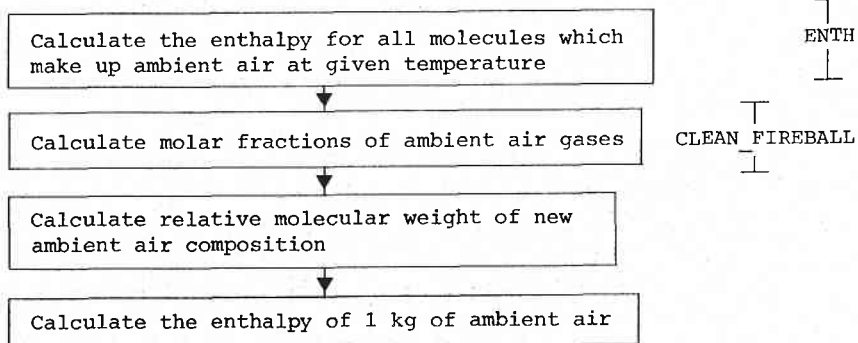 Calculate the enthalpy for all molecules which
make up ambient air at given temperature
ENTH
Calculate molar fractions of ambient air gases
CLEAN_FIREBALL
Calculate relative molecular weight of new
ambient air composition
Calculate the enthalpy of 1 kg of ambient air